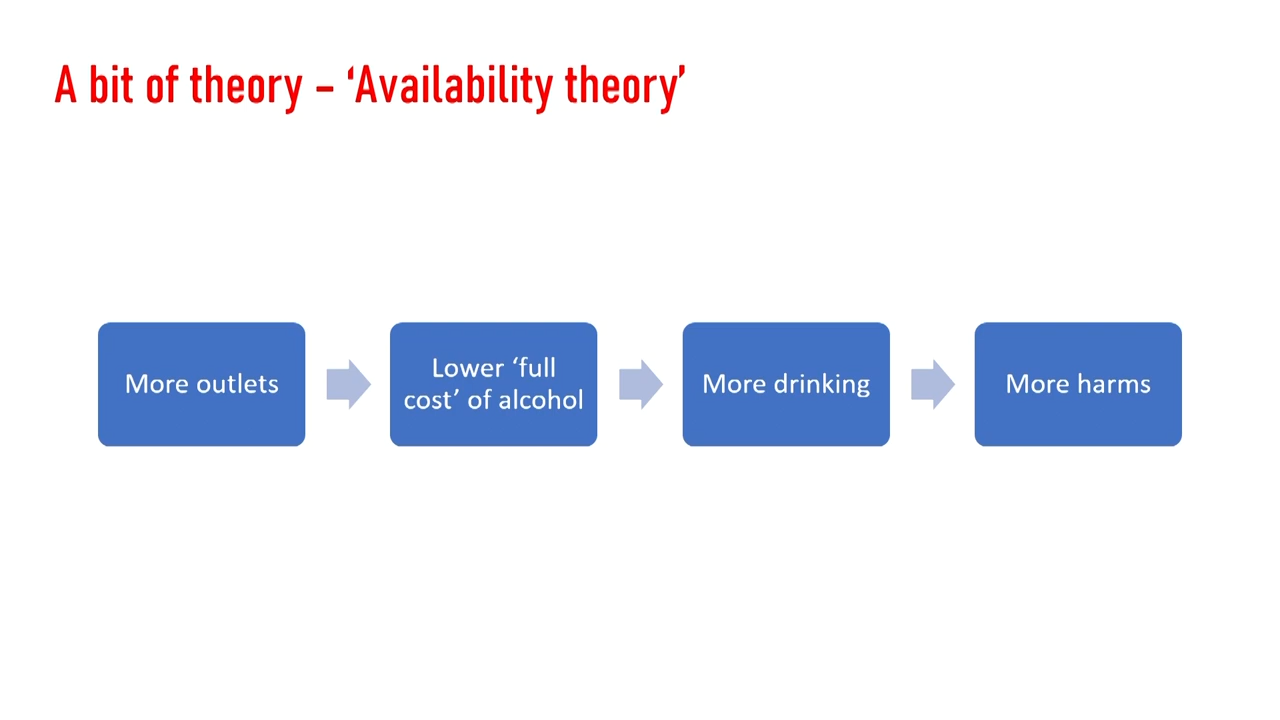 A bit of theory – ‘Availability theory’
More outlets
Lower ‘full
cost’ of alcohol
More drinking
More harms